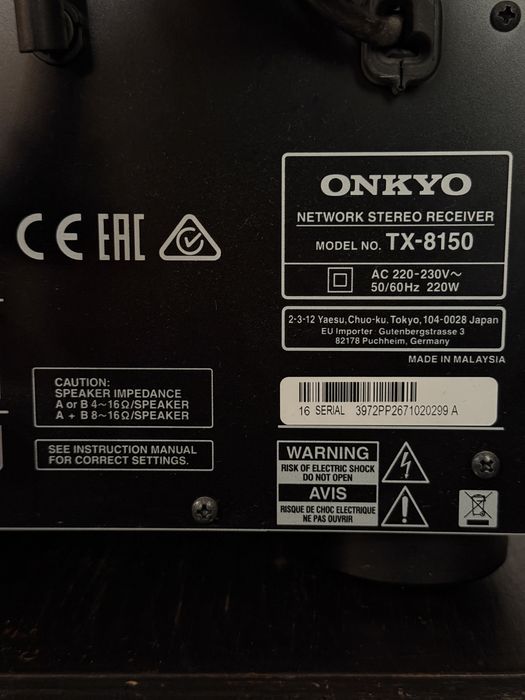 ONKYO
NETWORK STEREO RECEIVER
MODEL NO. TX-8150
AC 220-230V~
50/60Hz 220W
CE EAC
2-3-12 Yaesu,Chuo-ku,Tokyo,104-0028 Japan
EU Importer: Gutenbergstrasse 3
82178 Puchheim, Germany
MADE IN MALAYSIA
CAUTION:
SPEAKER IMPEDANCE
A or B 4~16Ω/SPEAKER
A + B 8~16Ω/SPEAKER
16 SERIAL 3972PP2671020299 A
SEE INSTRUCTION MANUAL
FOR CORRECT SETTINGS.
WARNING
RISK OF ELECTRIC SHOCK
DO NOT OPEN
AVIS
RISQUE DE CHOC ELECTRIQUE
NE PAS OUVRIR